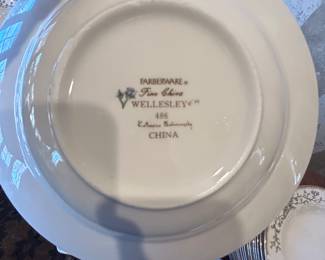 FARBERWARE ®
Fine China
WELLESLEY
486
CHINA